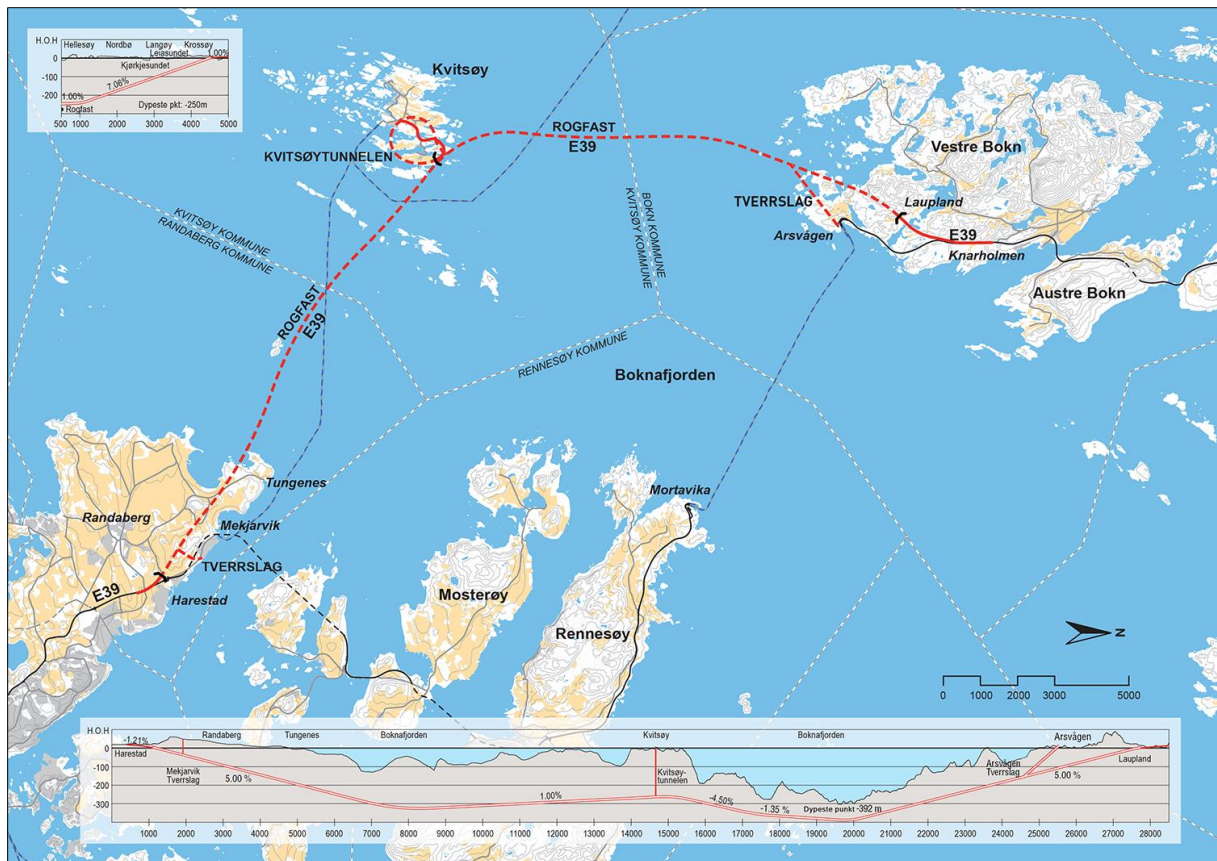 H.O.H
Hellesøy Nordbø Langøy Krossøy
Leiasundet
1.00%
0
Kjørkjesundet
-100
7.06%
-200
1.00%
Rogfast
Dypeste pkt: -250m
500 1000 2000 3000 4000 5000
Kvitsøy
KVITSØYTUNNELEN
ROGFAST
E39
Vestre Bokn
TVERRSLAG
Laupland
Arsvågen
E39
Knarholmen
Austre Bokn
KVITSØY KOMMUNE
RANDABERG KOMMUNE
BOKN KOMMUNE
KVITSØY KOMMUNE
ROGFAST
E39
RENNESØY KOMMUNE
Boknafjorden
Tungenes
Mortavika
Randaberg
Mekjarvik
TVERRSLAG
E39
Harestad
Mosterøy
Rennesøy
N
0 1000 2000 3000 5000
H.O.H
-1.21% Randaberg Tungenes Boknafjorden Kvitsøy Boknafjorden Arsvågen
0
Harestad
Laupland
-100
Mekjarvik
Tverrslag
5.00 %
Kvitsøy-
tunnelen
Arsvågen
Tverrslag
5.00 %
-200
1.00%
-4.50%
-300
-1.35 %
Dypeste punkt -392 m
1000 2000 3000 4000 5000 6000 7000 8000 9000 10000 11000 12000 13000 14000 15000 16000 17000 18000 19000 20000 21000 22000 23000 24000 25000 26000 27000 28000